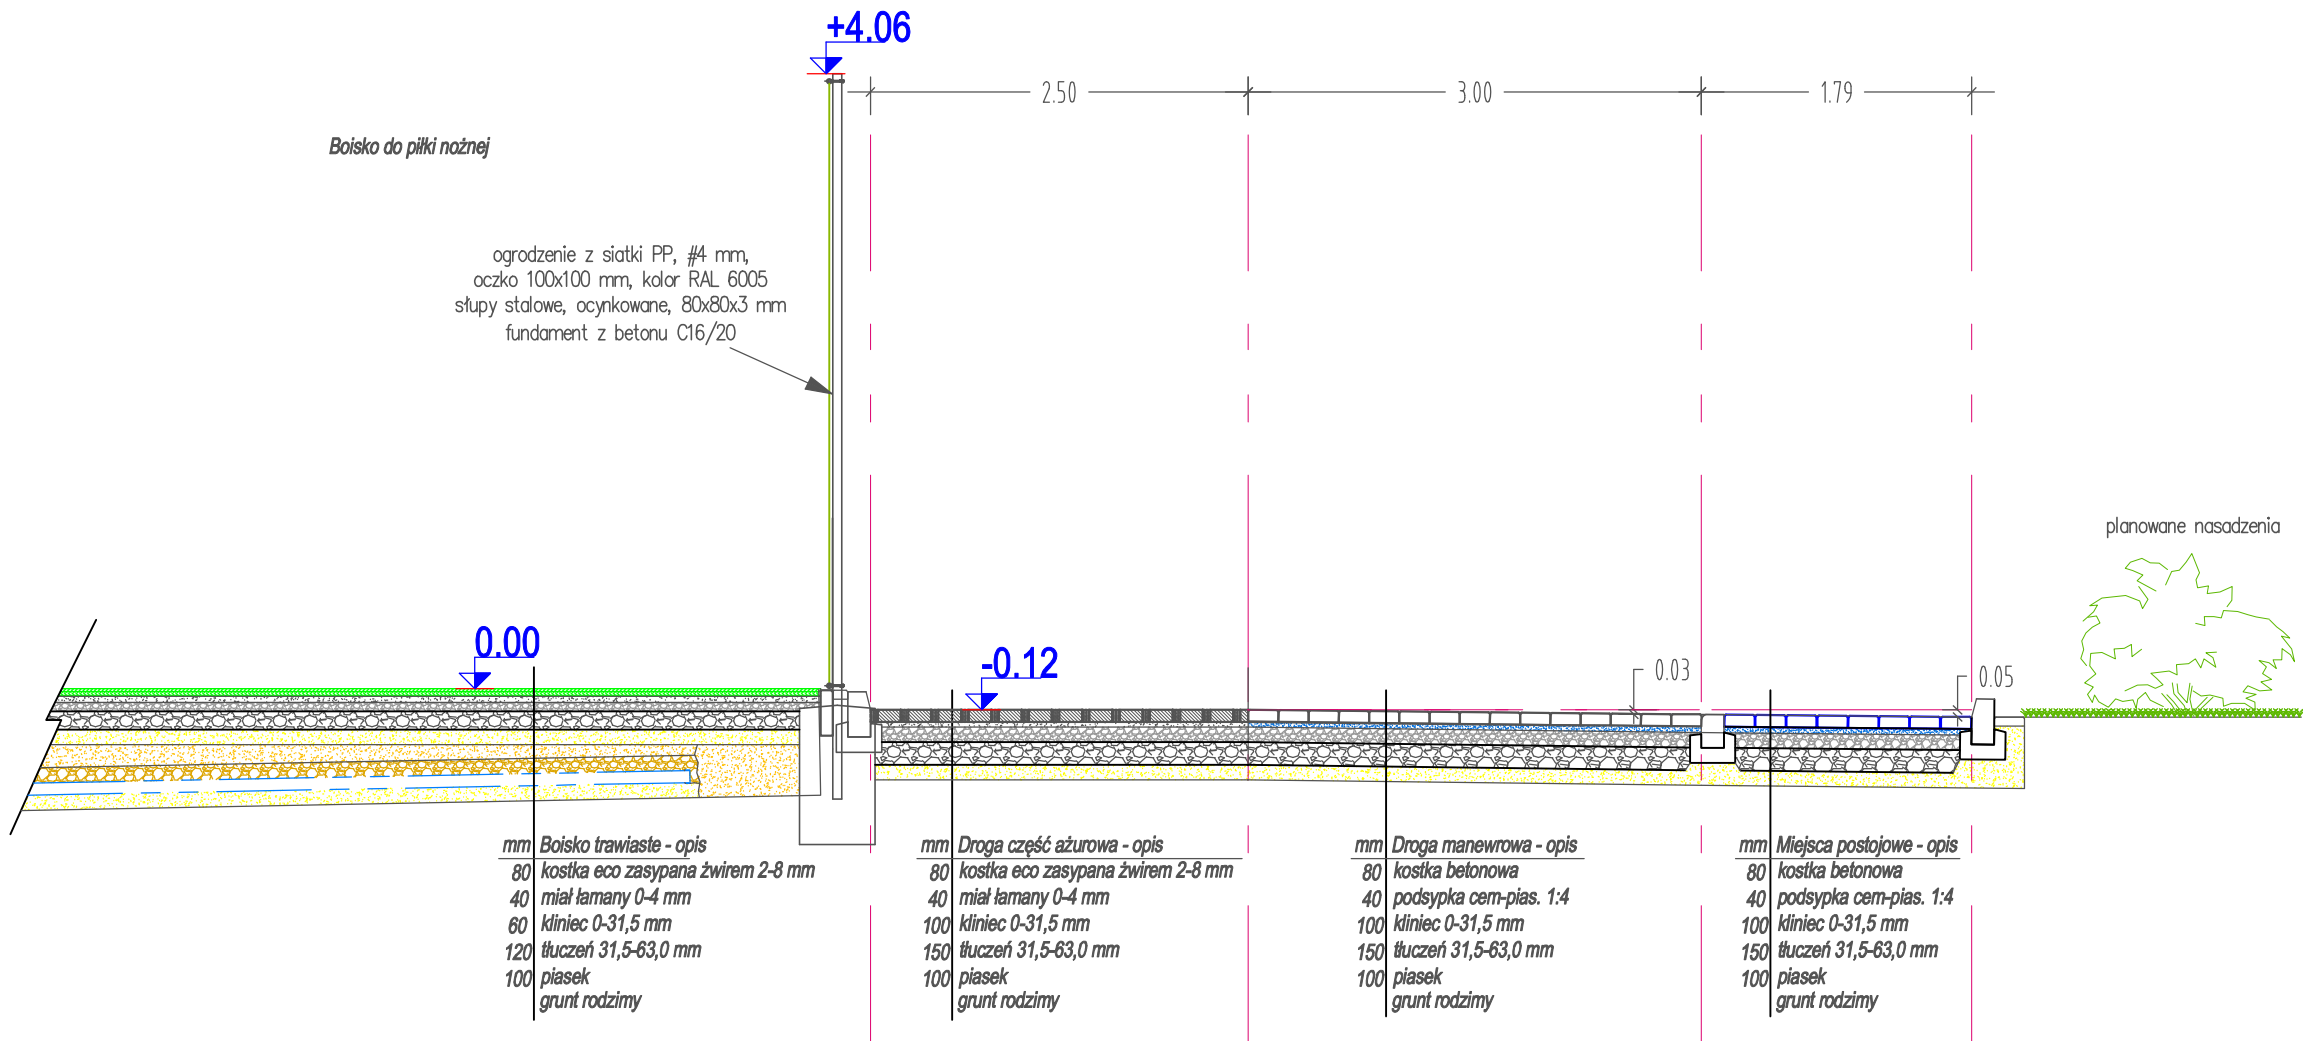 +4.06
2.50
3.00
1.79
Boisko do piłki nożnej
ogrodzenie z siatki PP, #4 mm,
oczko 100x100 mm, kolor RAL 6005
słupy stalowe, ocynkowane, 80x80x3 mm
fundament z betonu C16/20
planowane nasadzenia
0.00
-0.12
0.03
0.05
mm Boisko trawiaste - opis
80 kostka eco zasypana żwirem 2-8 mm
40 miał łamany 0-4 mm
60 kliniec 0-31,5 mm
120 tłuczeń 31,5-63,0 mm
100 piasek
grunt rodzimy
mm Droga część ażurowa - opis
80 kostka eco zasypana żwirem 2-8 mm
40 miał łamany 0-4 mm
100 kliniec 0-31,5 mm
150 tłuczeń 31,5-63,0 mm
100 piasek
grunt rodzimy
mm Droga manewrowa - opis
80 kostka betonowa
40 podsypka cem-pias. 1:4
100 kliniec 0-31,5 mm
150 tłuczeń 31,5-63,0 mm
100 piasek
grunt rodzimy
mm Miejsca postojowe - opis
80 kostka betonowa
40 podsypka cem-pias. 1:4
100 kliniec 0-31,5 mm
150 tłuczeń 31,5-63,0 mm
100 piasek
grunt rodzimy